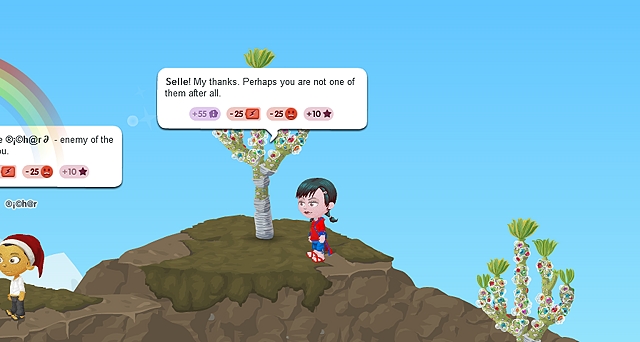 Selle! My thanks. Perhaps you are not one of
them after all.
+55 -25 -25 +10
e ®¡©h@r ∂ - enemy of the
ou.
-25 +10
®¡©h@r